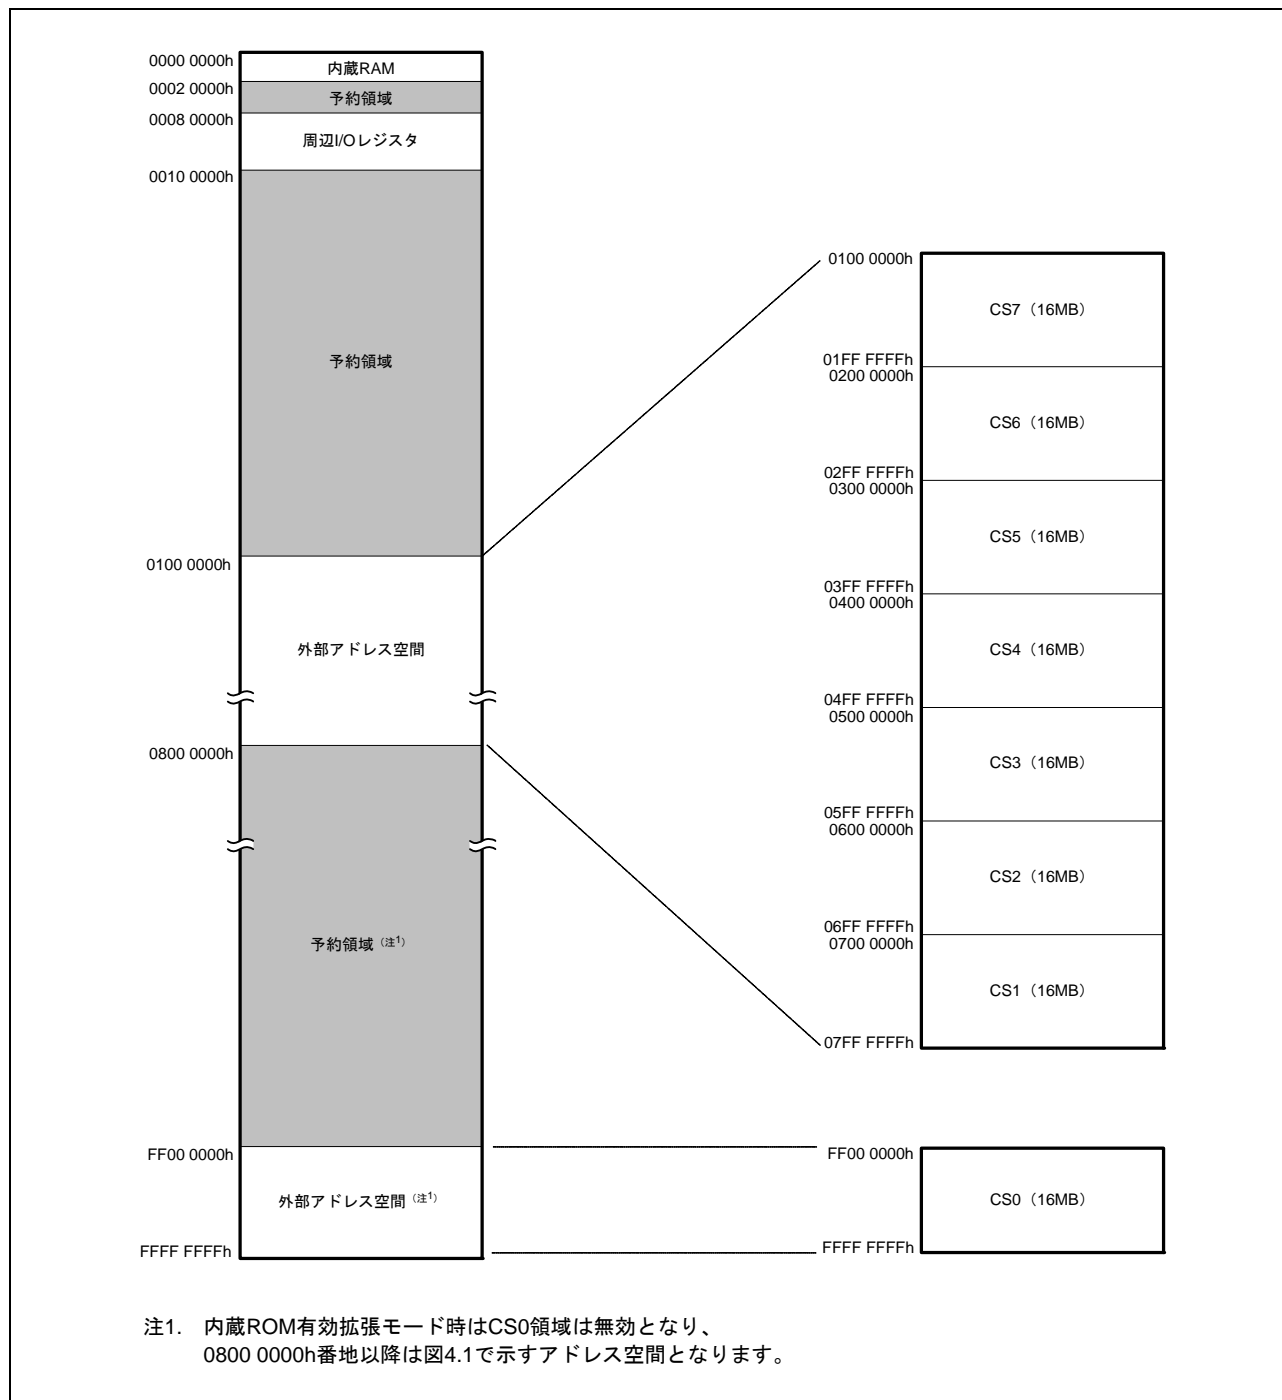 0000 0000h
内蔵RAM
0002 0000h
予約領域
0008 0000h
周辺I/Oレジスタ
0010 0000h
予約領域
0100 0000h
外部アドレス空間
0800 0000h
予約領域（注1）
FF00 0000h
外部アドレス空間（注1）
FFFF FFFFh
0100 0000h
CS7（16MB）
01FF FFFFh
0200 0000h
CS6（16MB）
02FF FFFFh
0300 0000h
CS5（16MB）
03FF FFFFh
0400 0000h
CS4（16MB）
04FF FFFFh
0500 0000h
CS3（16MB）
05FF FFFFh
0600 0000h
CS2（16MB）
06FF FFFFh
0700 0000h
CS1（16MB）
07FF FFFFh
FF00 0000h
CS0（16MB）
FFFF FFFFh
注1. 内蔵ROM有効拡張モード時はCS0領域は無効となり、
0800 0000h番地以降は図4.1で示すアドレス空間となります。